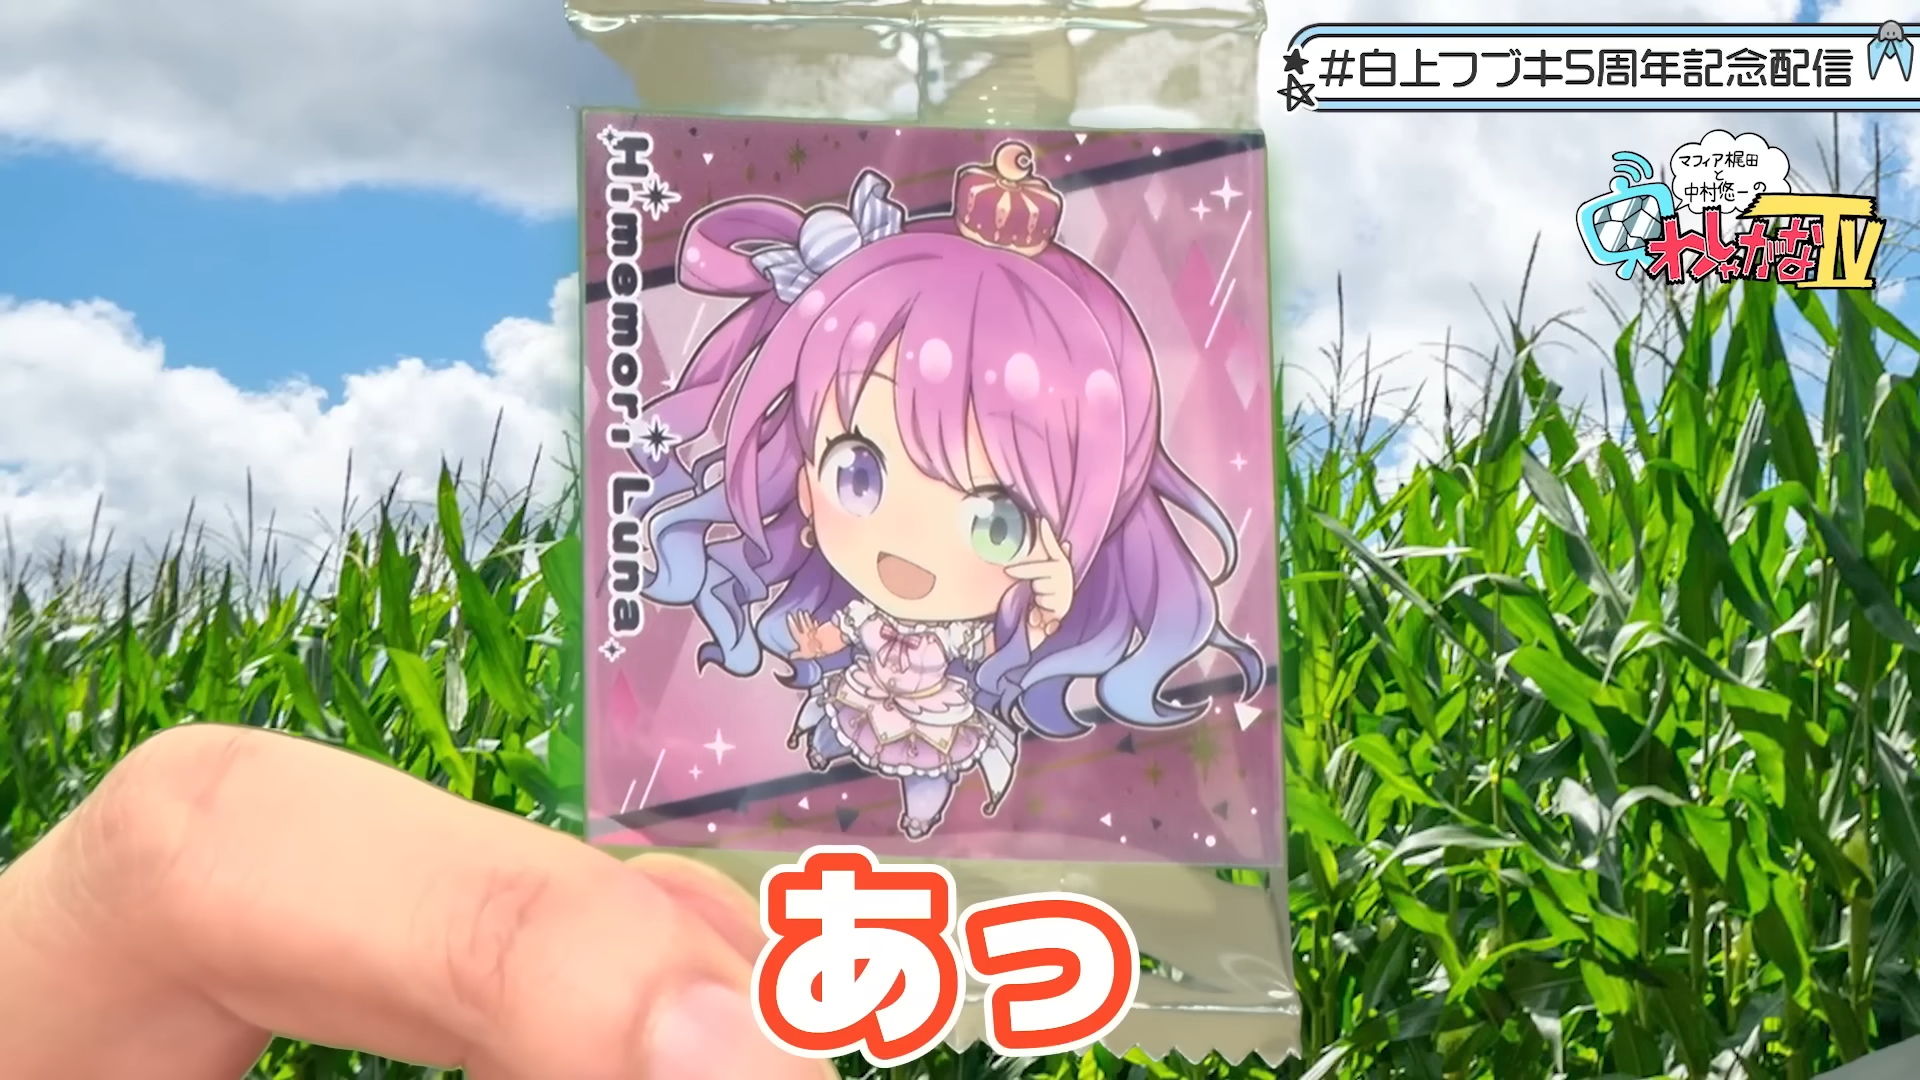 #白上フブキ5周年記念配信
マフィア梶田
と
中村悠一の
わしゃがなTV
Himemori Luna
あっ